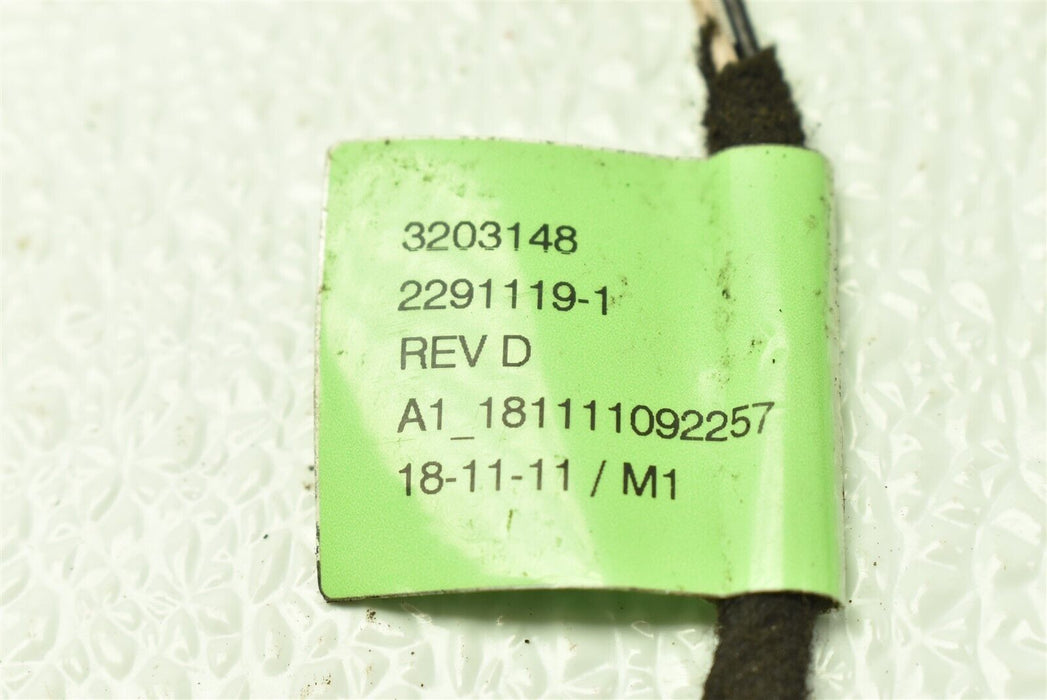 3203148
2291119-1
REV D
A1_181111092257
18-11-11 / M1